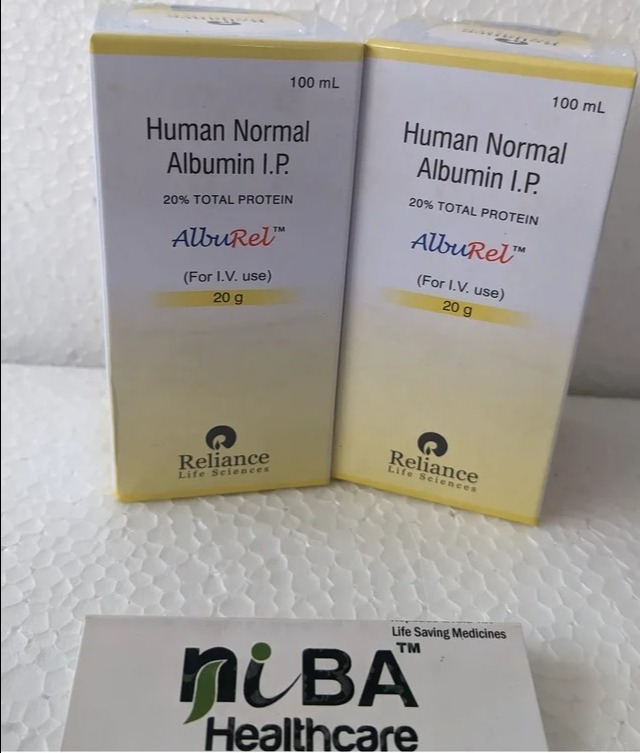 100 mL
Human Normal
Albumin I.P.
20% TOTAL PROTEIN
AlbuRel™
(For I.V. use)
20 g
Reliance
Life Sciences
100 mL
Human Normal
Albumin I.P.
20% TOTAL PROTEIN
AlbuRel™
(For I.V. use)
20 g
Reliance
Life Sciences
Life Saving Medicines
niBA™
Healthcare